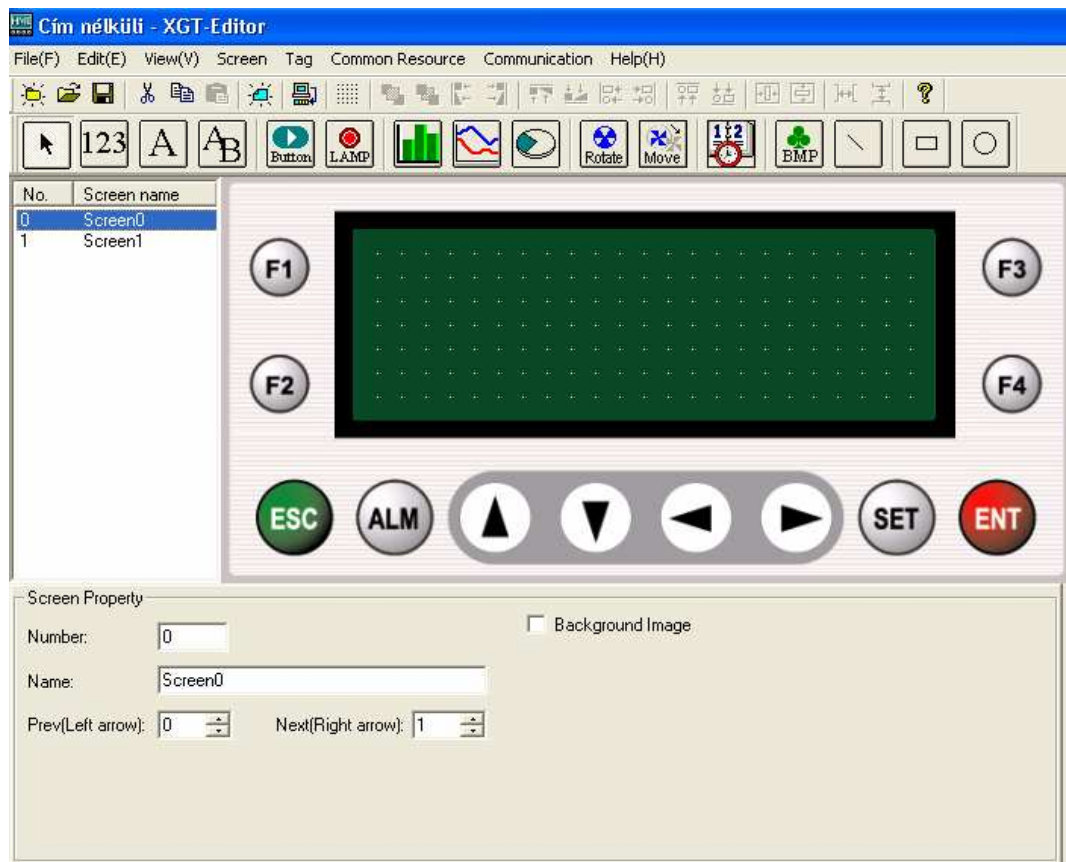 Cím nélküli - XGT-Editor
File(F) Edit(E) View(V) Screen Tag Common Resource Communication Help(H)
123 A AB Button LAMP Rotate Move 112 BMP
No. Screen name
0 Screen0
1 Screen1
F1 F3
F2 F4
ESC ALM SET ENT
Screen Property
Background Image
Number: 0
Name: Screen0
Prev(Left arrow): 0 Next(Right arrow): 1